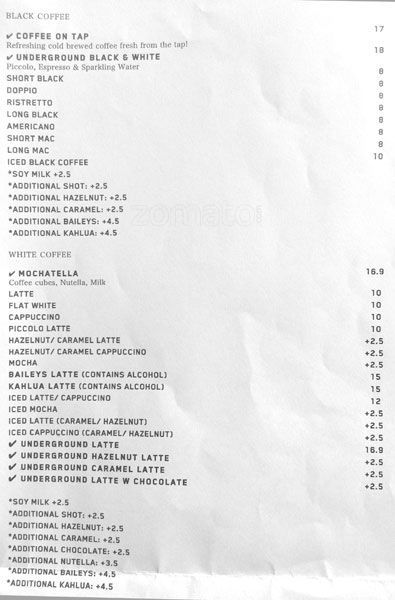 BLACK COFFEE
✔ COFFEE ON TAP 17
Refreshing cold brewed coffee fresh from the tap!
✔ UNDERGROUND BLACK & WHITE 18
Piccolo, Espresso & Sparkling Water
SHORT BLACK 8
DOPPIO 8
RISTRETTO 8
LONG BLACK 8
AMERICANO 8
SHORT MAC 8
LONG MAC 8
ICED BLACK COFFEE 10
*SOY MILK +2.5
*ADDITIONAL SHOT: +2.5
*ADDITIONAL HAZELNUT: +2.5
*ADDITIONAL CARAMEL: +2.5
*ADDITIONAL BAILEYS: +4.5
*ADDITIONAL KAHLUA: +4.5
zomato
WHITE COFFEE
✔ MOCHATELLA 16.9
Coffee cubes, Nutella, Milk
LATTE 10
FLAT WHITE 10
CAPPUCCINO 10
PICCOLO LATTE 10
HAZELNUT/ CARAMEL LATTE +2.5
HAZELNUT/ CARAMEL CAPPUCCINO +2.5
MOCHA +2.5
BAILEYS LATTE (CONTAINS ALCOHOL) 15
KAHLUA LATTE (CONTAINS ALCOHOL) 15
ICED LATTE/ CAPPUCCINO 12
ICED MOCHA +2.5
ICED LATTE (CARAMEL/ HAZELNUT) +2.5
ICED CAPPUCCINO (CARAMEL/ HAZELNUT) +2.5
✔ UNDERGROUND LATTE 16.9
✔ UNDERGROUND HAZELNUT LATTE +2.5
✔ UNDERGROUND CARAMEL LATTE +2.5
✔ UNDERGROUND LATTE W CHOCOLATE +2.5
*SOY MILK +2.5
*ADDITIONAL SHOT: +2.5
*ADDITIONAL HAZELNUT: +2.5
*ADDITIONAL CARAMEL: +2.5
*ADDITIONAL CHOCOLATE: +2.5
*ADDITIONAL NUTELLA: +3.5
*ADDITIONAL BAILEYS: +4.5
*ADDITIONAL KAHLUA: +4.5